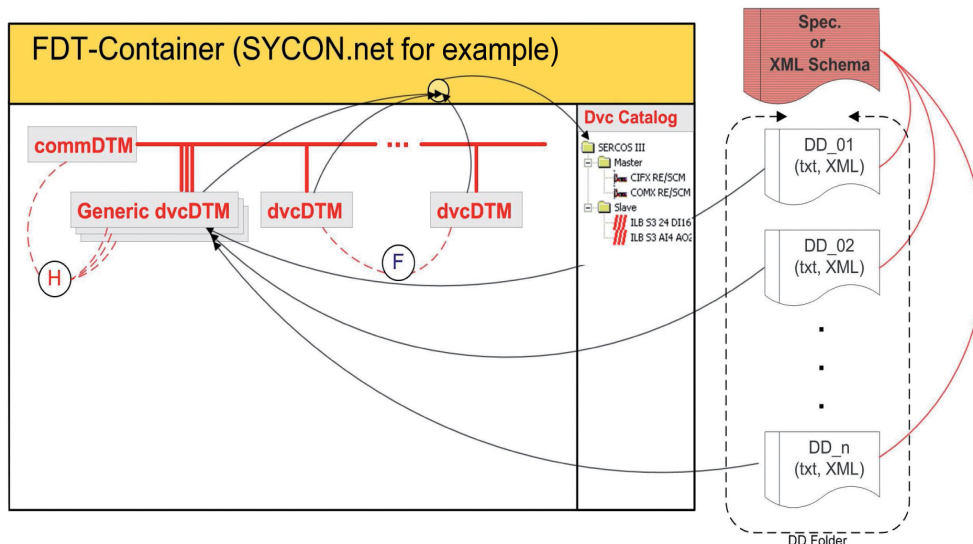 FDT-Container (SYCON.net for example)
Spec.
or
XML Schema
commDTM
Generic dvcDTM
dvcDTM
dvcDTM
H
F
Dvc Catalog
SERCOS III
Master
CIFX RE/SCM
COMX RE/SCM
Slave
ILB S3 24 DI16
ILB S3 AI4 AO2
DD_01
(txt, XML)
DD_02
(txt, XML)
DD_n
(txt, XML)
DD Folder